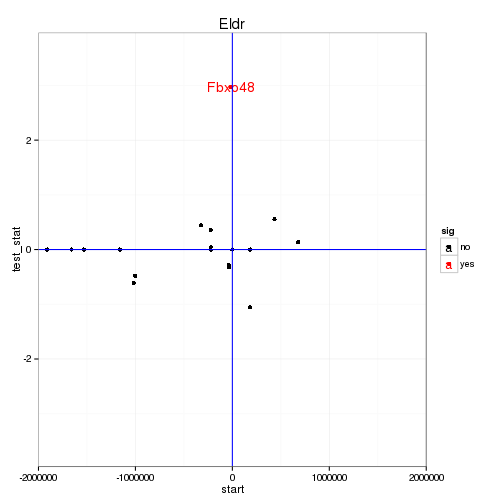 Eldr
Fbxo48
2
0
-2
test_stat
-2000000 -1000000 0 1000000 2000000
start
sig
a no
a yes